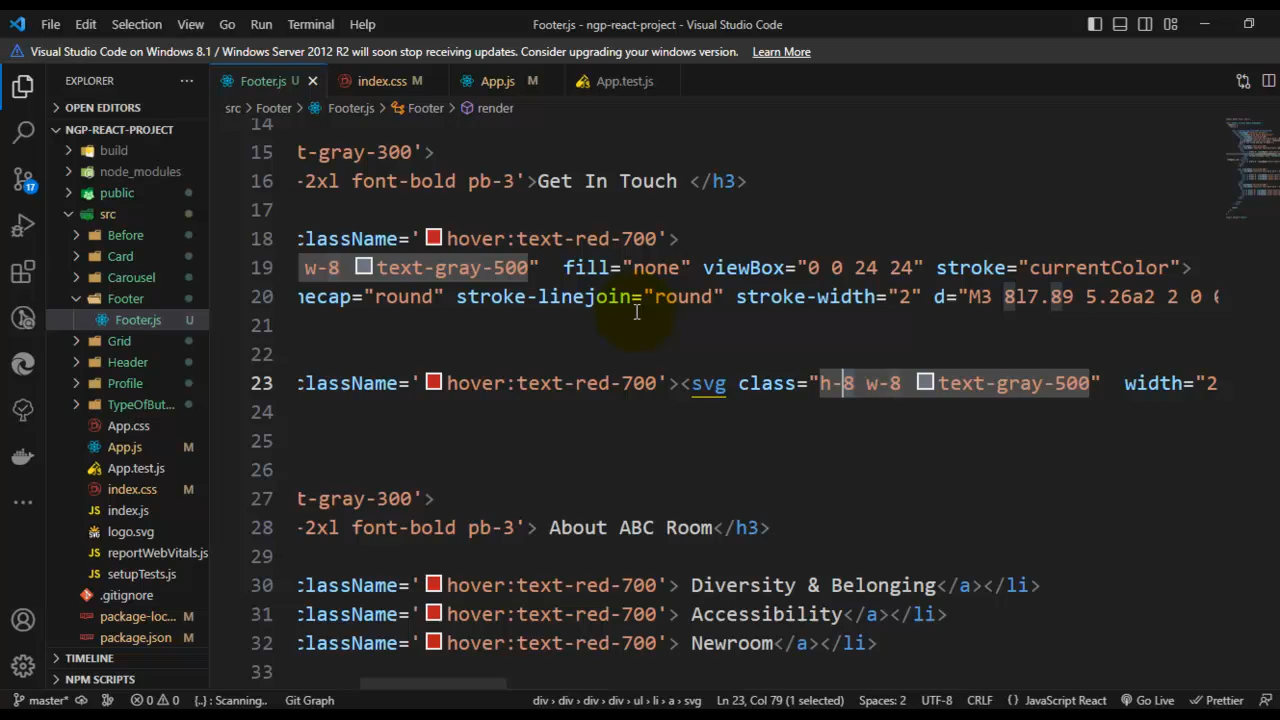 File Edit Selection View Go Run Terminal Help Footer.js - ngp-react-project - Visual Studio Code
Visual Studio Code on Windows 8.1 / Windows Server 2012 R2 will soon stop receiving updates. Consider upgrading your windows version. Learn More
EXPLORER
Footer.js U
index.css M
App.js M
App.test.js
OPEN EDITORS
src > Footer > Footer.js > Footer > render
NGP-REACT-PROJECT
build
node_modules
public
src
Before
Card
Carousel
Footer
Footer.js U
Grid
Header
Profile
TypeOfBut...
App.css
App.js M
App.test.js
index.css M
index.js
logo.svg
reportWebVitals.js
setupTests.js
.gitignore
package-loc...
package.json
TIMELINE
NPM SCRIPTS
17
14
15 t-gray-300'>
16 -2xl font-bold pb-3'>Get In Touch </h3>
17
18 className='hover:text-red-700'>
19 w-8 text-gray-500" fill="none" viewBox="0 0 24 24" stroke="currentColor">
20 necap="round" stroke-linejoin="round" stroke-width="2" d="M3 8l7.89 5.26a2 2 0 0
21
22
23 className='hover:text-red-700'><svg class="h-8 w-8 text-gray-500" width="2
24
25
26
27 t-gray-300'>
28 -2xl font-bold pb-3'> About ABC Room</h3>
29
30 className='hover:text-red-700'> Diversity & Belonging</a></li>
31 className='hover:text-red-700'> Accessibility</a></li>
32 className='hover:text-red-700'> Newroom</a></li>
33
master* 0 0 {..} : Scanning.. Git Graph div › div › div › div › ul › li › a › svg Ln 23, Col 79 (1 selected) Spaces: 2 UTF-8 CRLF {} JavaScript React Go Live Prettier